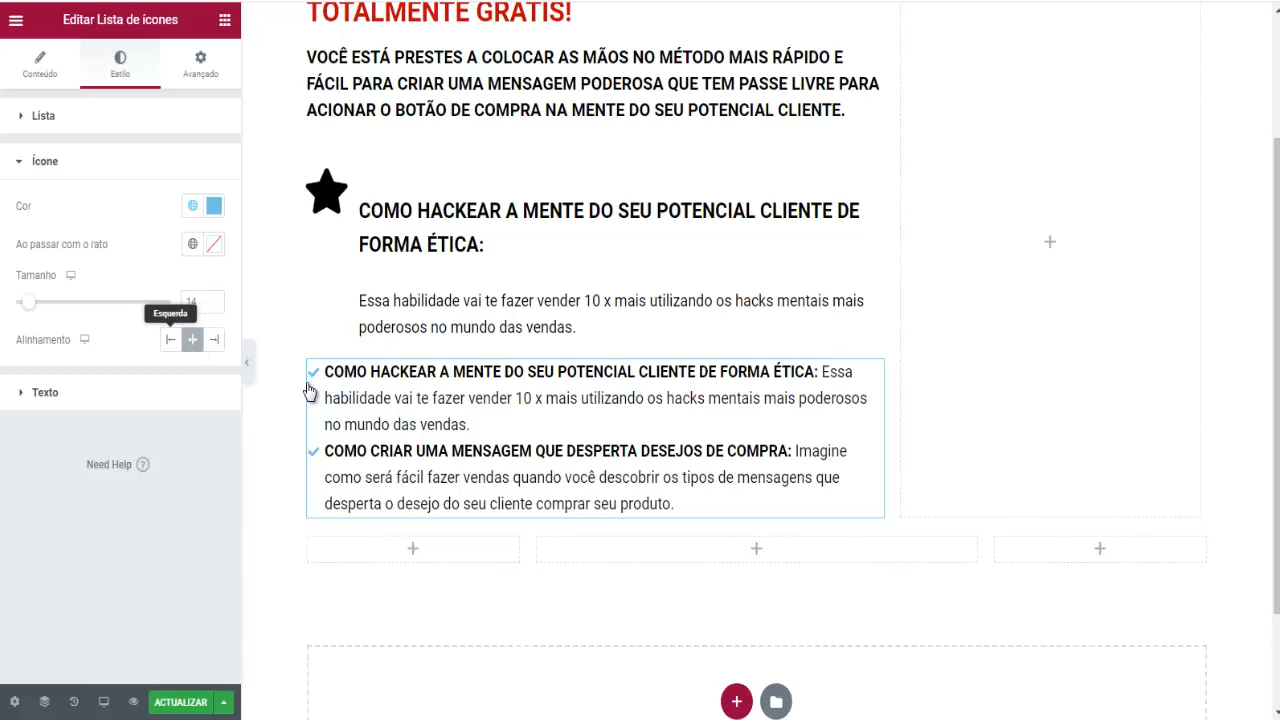 Editar Lista de ícones
Conteúdo
Estilo
Avançado
Lista
Ícone
Cor
Ao passar com o rato
Tamanho
14
Esquerda
Alinhamento
Texto
Need Help ?
ACTUALIZAR
TOTALMENTE GRÁTIS!
VOCÊ ESTÁ PRESTES A COLOCAR AS MÃOS NO MÉTODO MAIS RÁPIDO E
FÁCIL PARA CRIAR UMA MENSAGEM PODEROSA QUE TEM PASSE LIVRE PARA
ACIONAR O BOTÃO DE COMPRA NA MENTE DO SEU POTENCIAL CLIENTE.
COMO HACKEAR A MENTE DO SEU POTENCIAL CLIENTE DE
FORMA ÉTICA:
Essa habilidade vai te fazer vender 10 x mais utilizando os hacks mentais mais
poderosos no mundo das vendas.
COMO HACKEAR A MENTE DO SEU POTENCIAL CLIENTE DE FORMA ÉTICA: Essa
habilidade vai te fazer vender 10 x mais utilizando os hacks mentais mais poderosos
no mundo das vendas.
COMO CRIAR UMA MENSAGEM QUE DESPERTA DESEJOS DE COMPRA: Imagine
como será fácil fazer vendas quando você descobrir os tipos de mensagens que
desperta o desejo do seu cliente comprar seu produto.